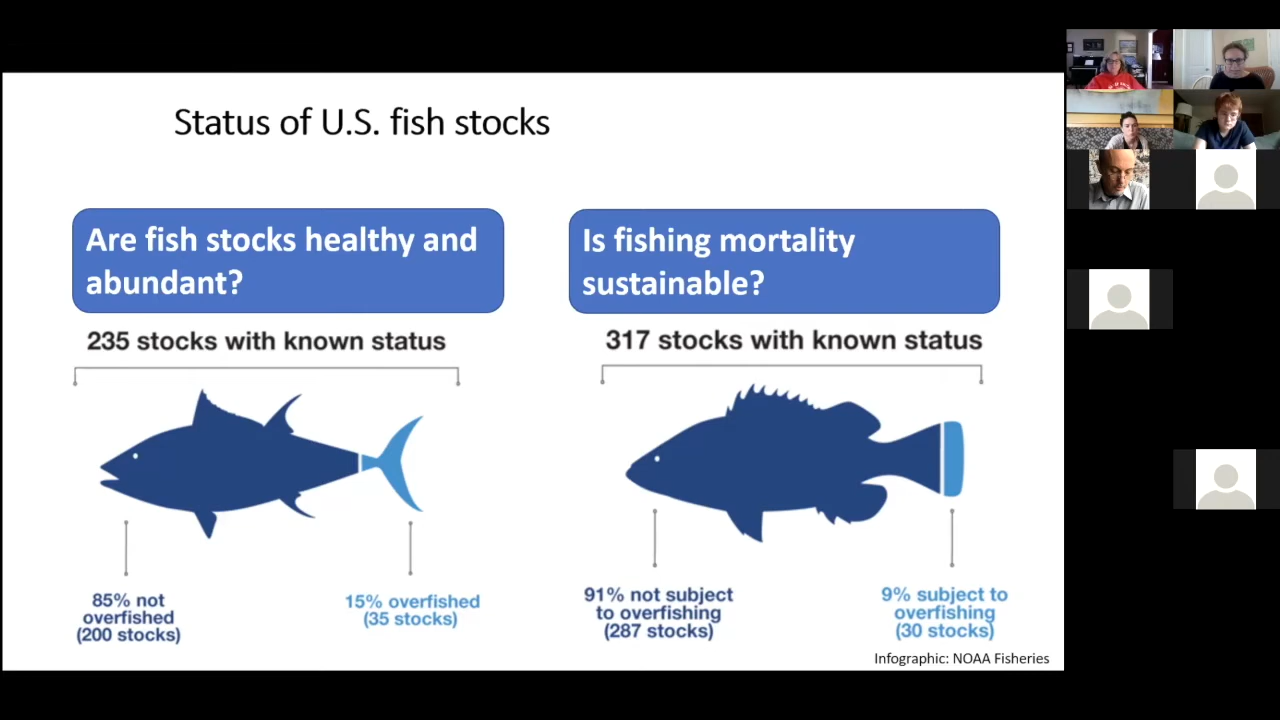 Status of U.S. fish stocks
Are fish stocks healthy and
abundant?
235 stocks with known status
85% not
overfished
(200 stocks)
15% overfished
(35 stocks)
Is fishing mortality
sustainable?
317 stocks with known status
91% not subject
to overfishing
(287 stocks)
9% subject to
overfishing
(30 stocks)
Infographic: NOAA Fisheries